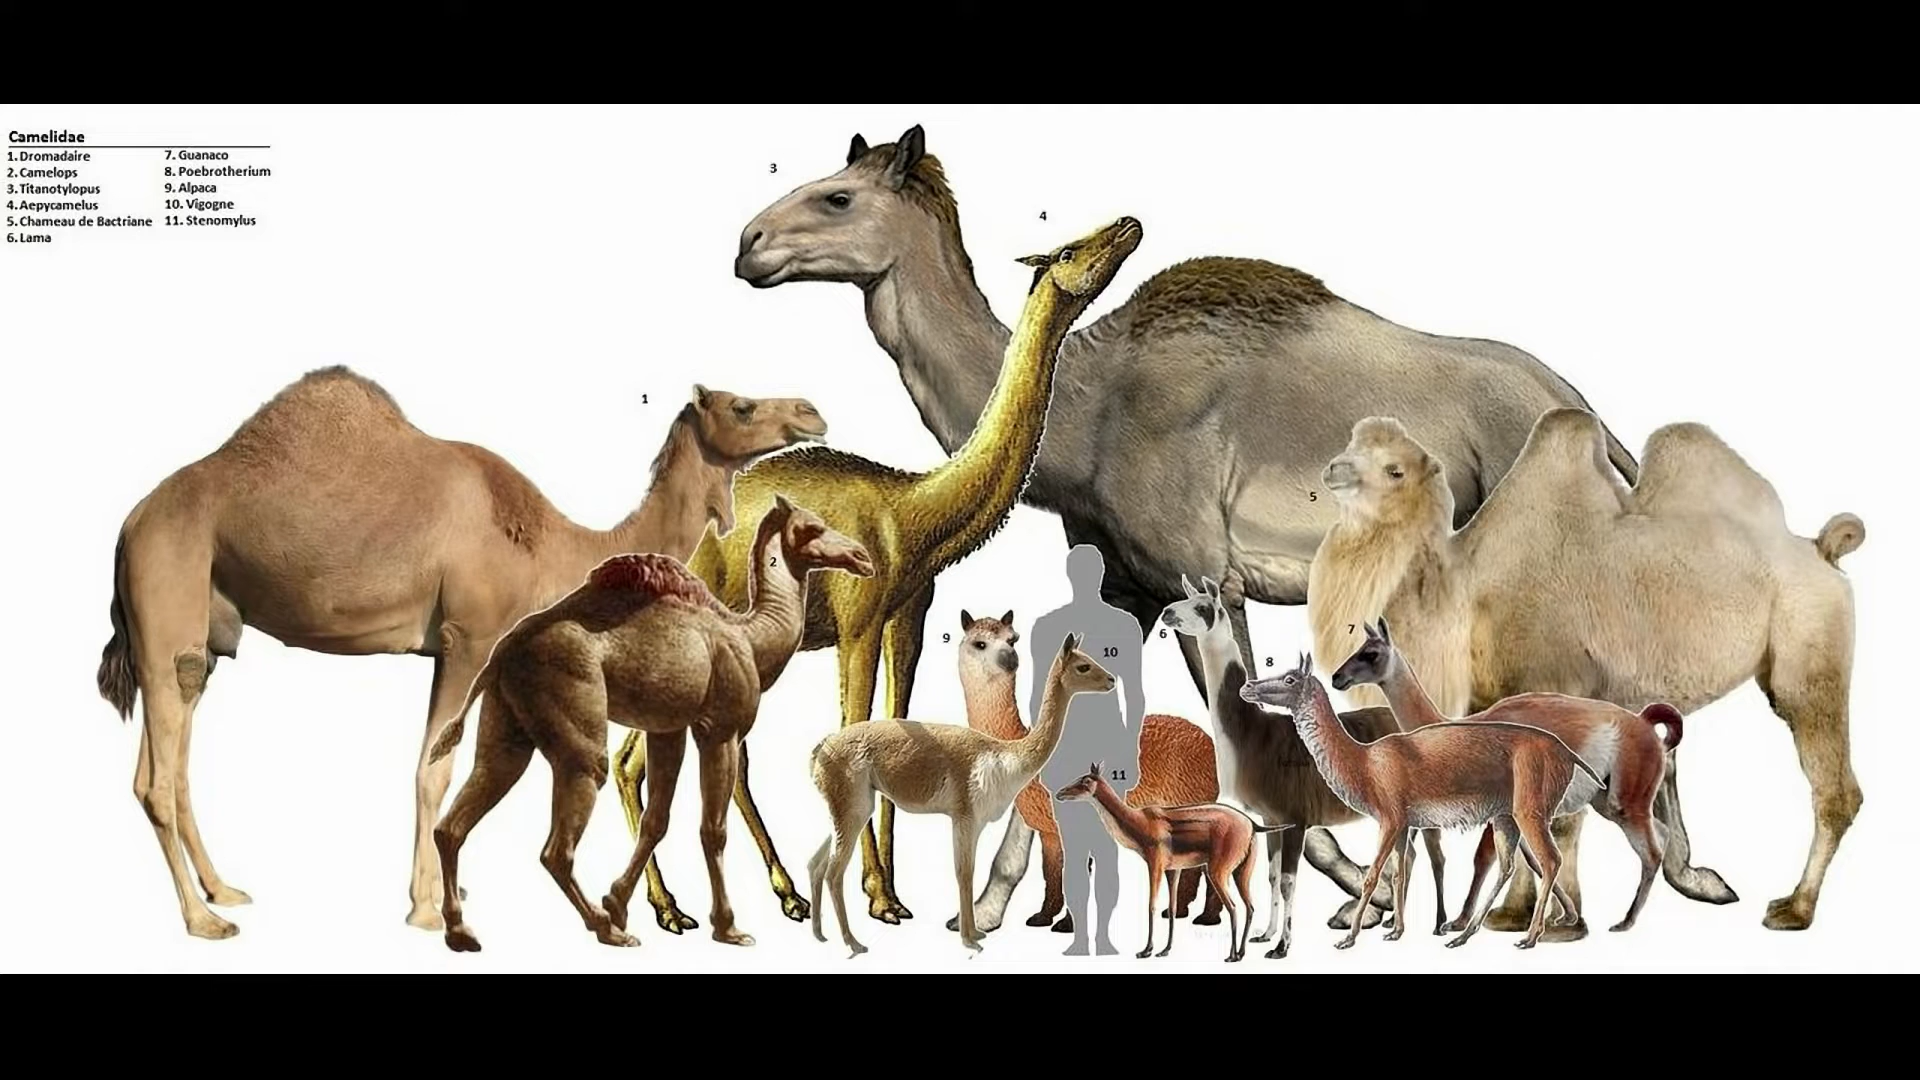 Camelidae
1. Dromadaire
2. Camelops
3. Titanotylopus
4. Aepycamelus
5. Chameau de Bactriane
6. Lama
7. Guanaco
8. Poebrotherium
9. Alpaca
10. Vigogne
11. Stenomylus
3
4
1
5
2
9
10
6
7
8
11